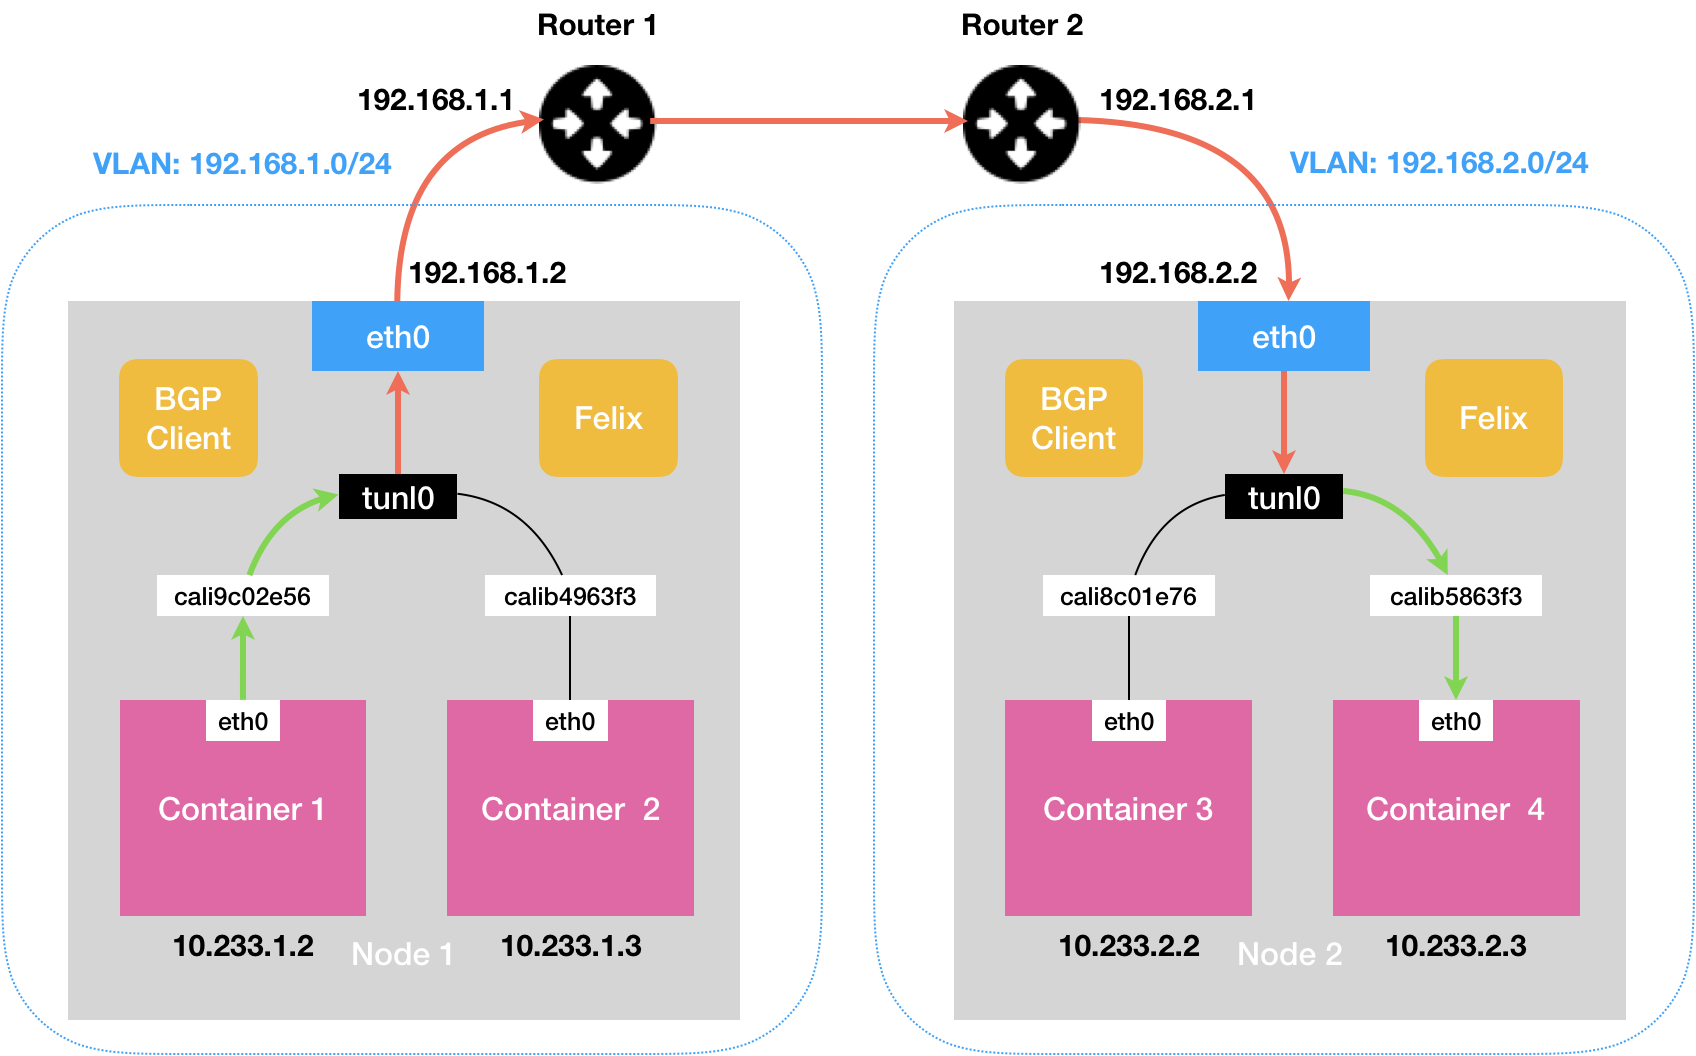 Router 1
Router 2
192.168.1.1
192.168.2.1
VLAN: 192.168.1.0/24
VLAN: 192.168.2.0/24
192.168.1.2
192.168.2.2
eth0
eth0
BGP
Client
Felix
BGP
Client
Felix
tunl0
tunl0
cali9c02e56
calib4963f3
cali8c01e76
calib5863f3
eth0
eth0
eth0
eth0
Container 1
Container 2
Container 3
Container 4
10.233.1.2
Node 1
10.233.1.3
10.233.2.2
Node 2
10.233.2.3